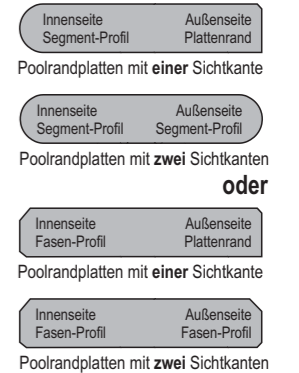 Innenseite Außenseite
Segment-Profil Plattenrand
Poolrandplatten mit einer Sichtkante
Innenseite Außenseite
Segment-Profil Segment-Profil
Poolrandplatten mit zwei Sichtkanten
oder
Innenseite Außenseite
Fasen-Profil Plattenrand
Poolrandplatten mit einer Sichtkante
Innenseite Außenseite
Fasen-Profil Fasen-Profil
Poolrandplatten mit zwei Sichtkanten